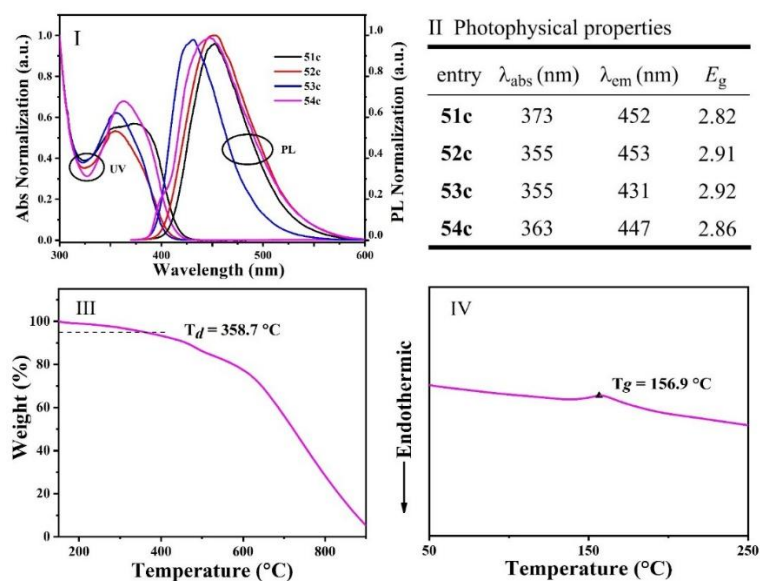 I
Abs Normalization (a.u.)
1.0
0.8
0.6
0.4
0.2
0.0
300
400
500
600
Wavelength (nm)
PL Normalization (a.u.)
1.0
0.8
0.6
0.4
0.2
0.0
51c
52c
53c
54c
UV
PL
II Photophysical properties
entry λabs (nm) λem (nm) Eg
51c 373 452 2.82
52c 355 453 2.91
53c 355 431 2.92
54c 363 447 2.86
III
Weight (%)
100
80
60
40
20
0
200
400
600
800
Temperature (°C)
Td = 358.7 °C
IV
Endothermic
Tg = 156.9 °C
50
150
250
Temperature (°C)